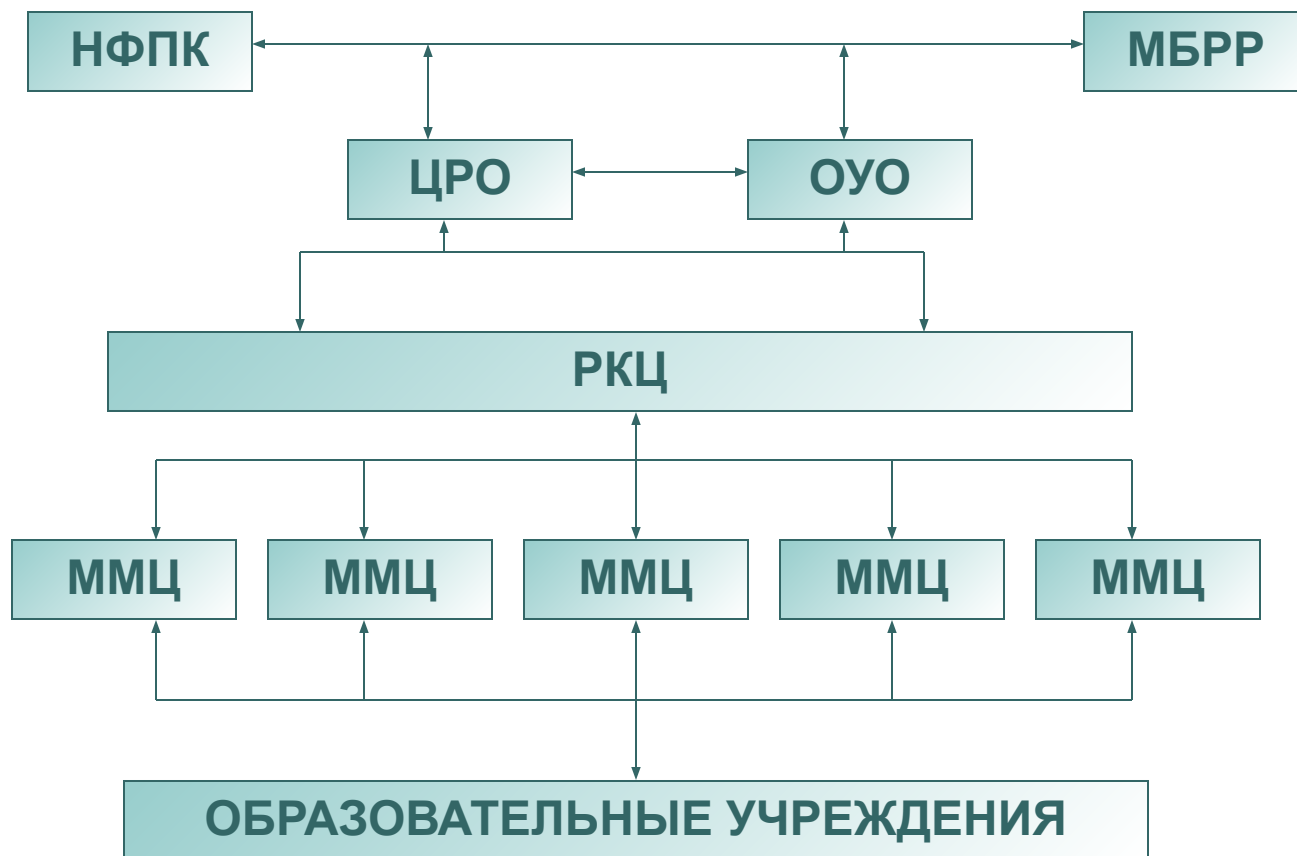 НФПК
МБРР
ЦРО
ОУО
РКЦ
ММЦ
ММЦ
ММЦ
ММЦ
ММЦ
ОБРАЗОВАТЕЛЬНЫЕ УЧРЕЖДЕНИЯ